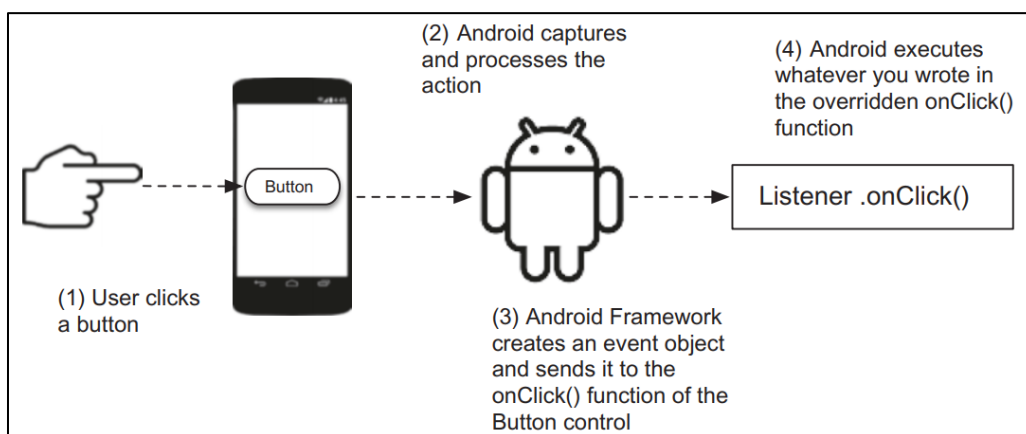 (1) User clicks
a button
Button
(2) Android captures
and processes the
action
(3) Android Framework
creates an event object
and sends it to the
onClick() function of the
Button control
(4) Android executes
whatever you wrote in
the overridden onClick()
function
Listener .onClick()